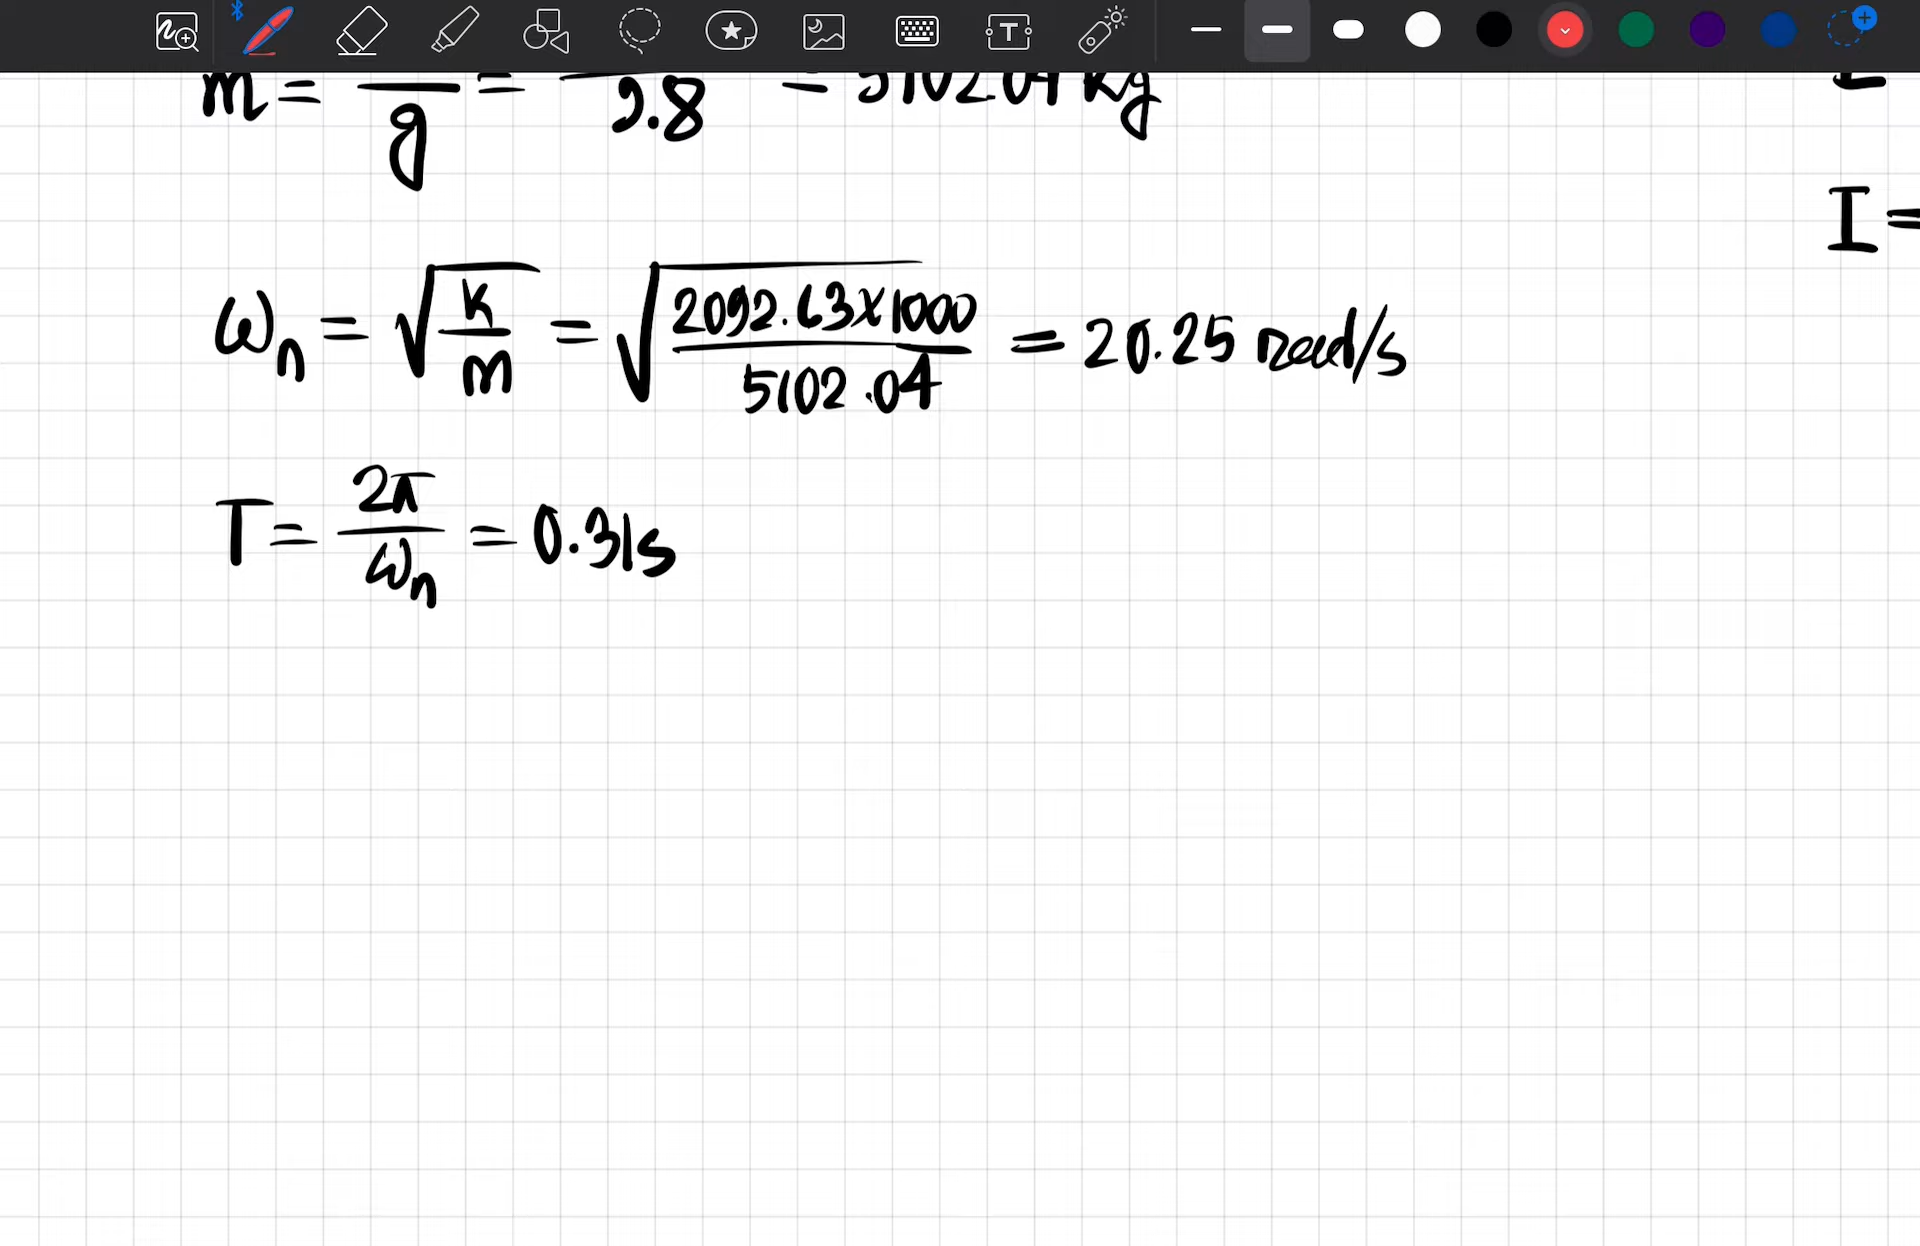 m = /g = /9.8 = 5102.04 kg
I =
ωn = √(k/m) = √(2092.63×1000/5102.04) = 20.25 rad/s
T = 2π/ωn = 0.31s